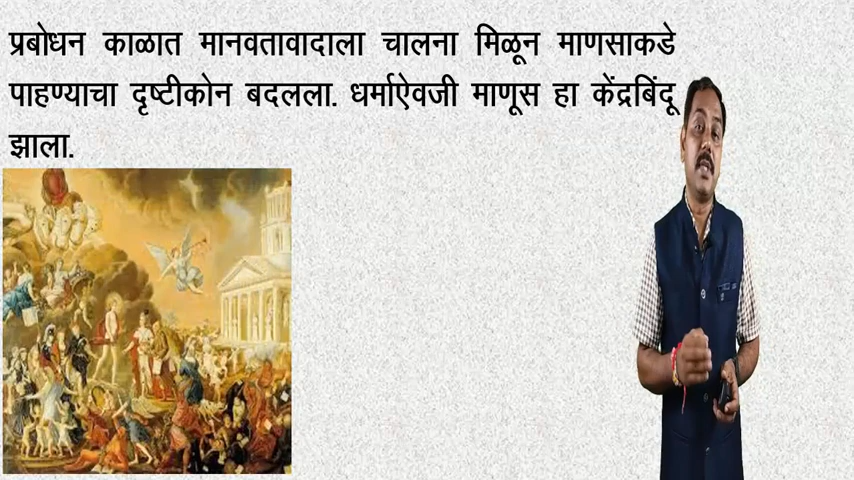 प्रबोधन काळात मानवतावादाला चालना मिळून माणसाकडे
पाहण्याचा दृष्टीकोन बदलला. धर्माऐवजी माणूस हा केंद्रबिंदू
झाला.